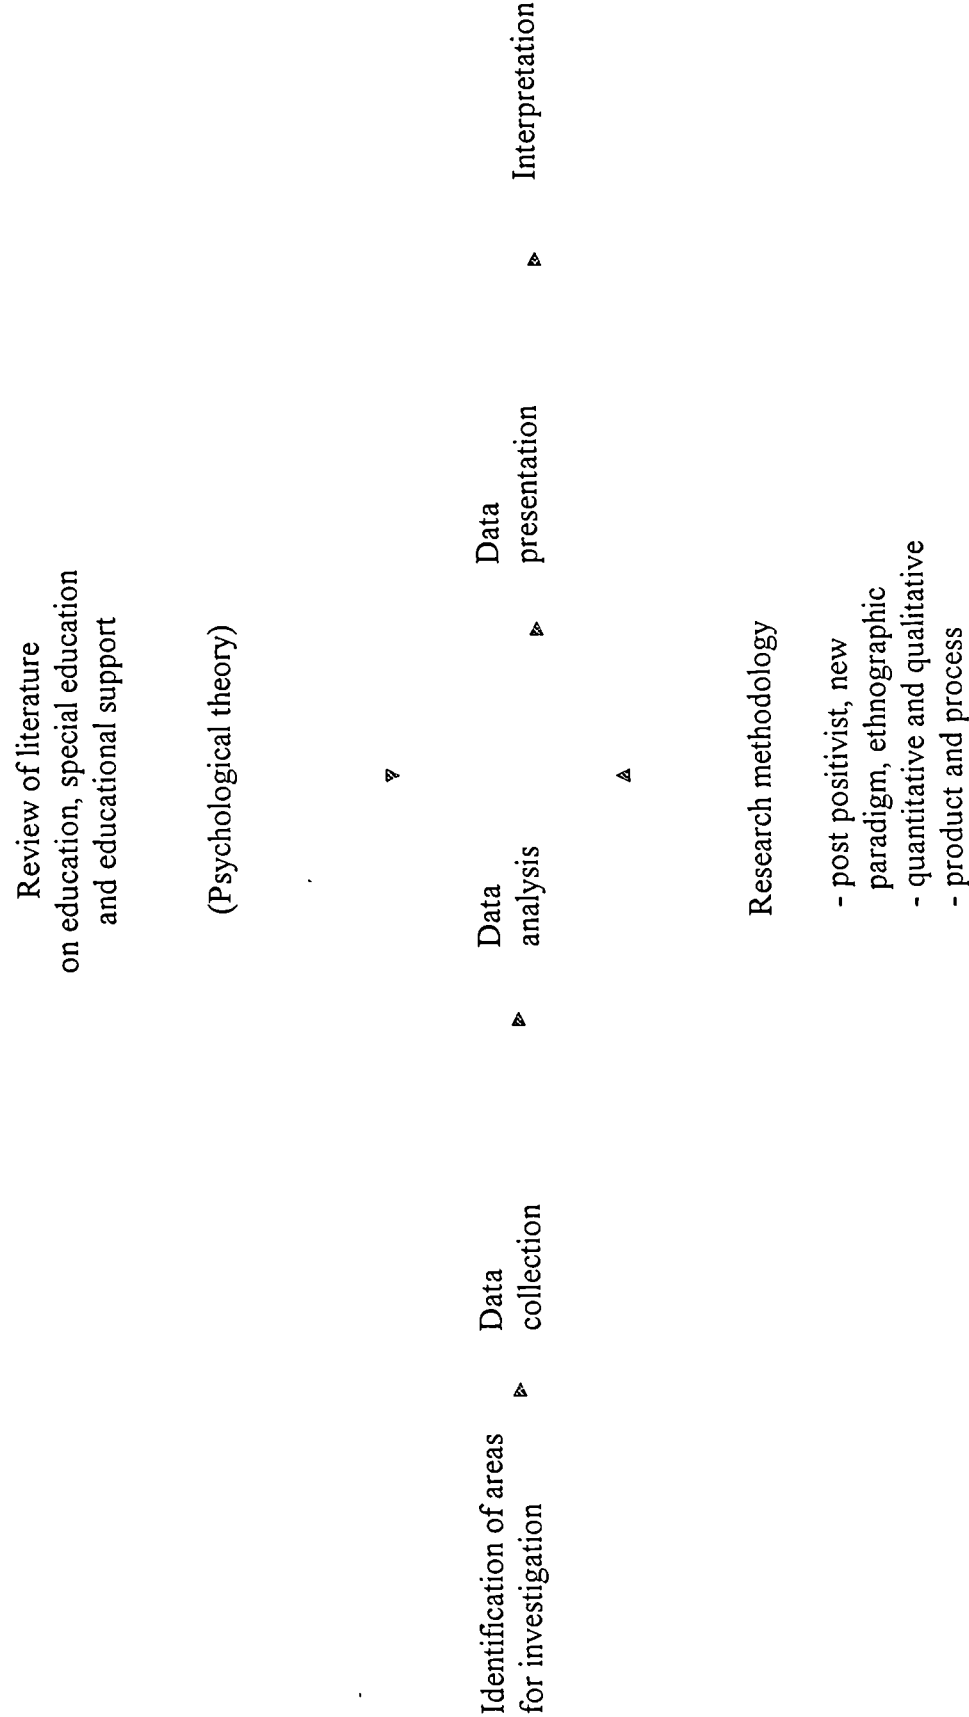 Review of literature
on education, special education
and educational support
(Psychological theory)
Identification of areas
for investigation
Data
collection
Data
analysis
Data
presentation
Interpretation
Research methodology
- post positivist, new
paradigm, ethnographic
- quantitative and qualitative
- product and process